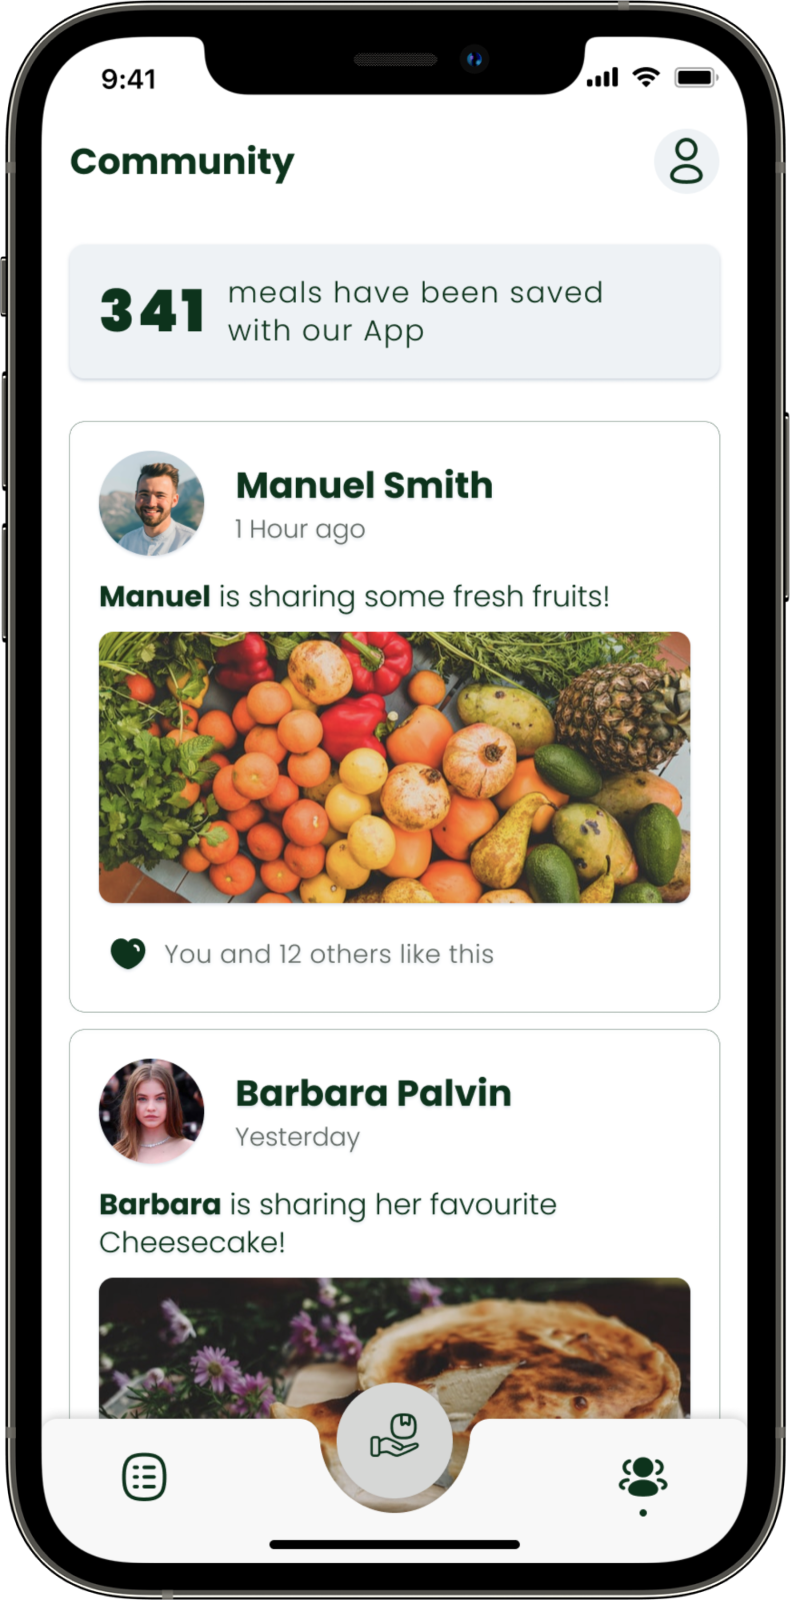 9:41
Community
341
meals have been saved
with our App
Manuel Smith
1 Hour ago
Manuel is sharing some fresh fruits!
You and 12 others like this
Barbara Palvin
Yesterday
Barbara is sharing her favourite
Cheesecake!